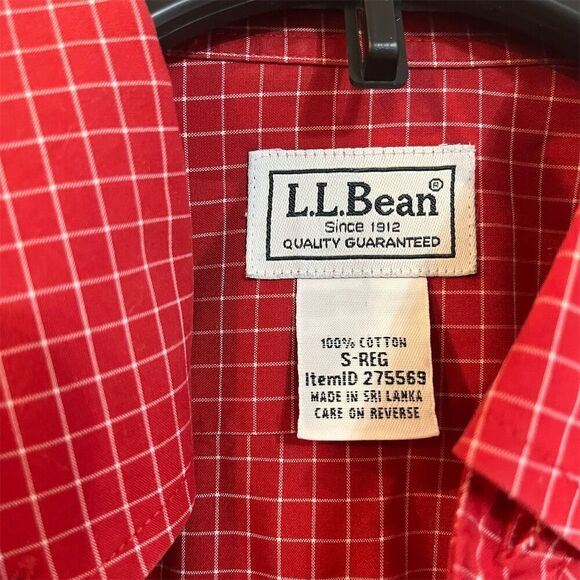 L.L.Bean®
Since 1912
QUALITY GUARANTEED
100% COTTON
S-REG
ItemID 275569
MADE IN SRI LANKA
CARE ON REVERSE